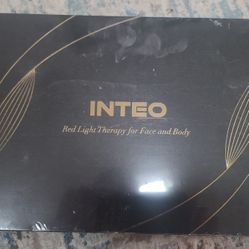 INTEO
Red Light Therapy for Face and Body